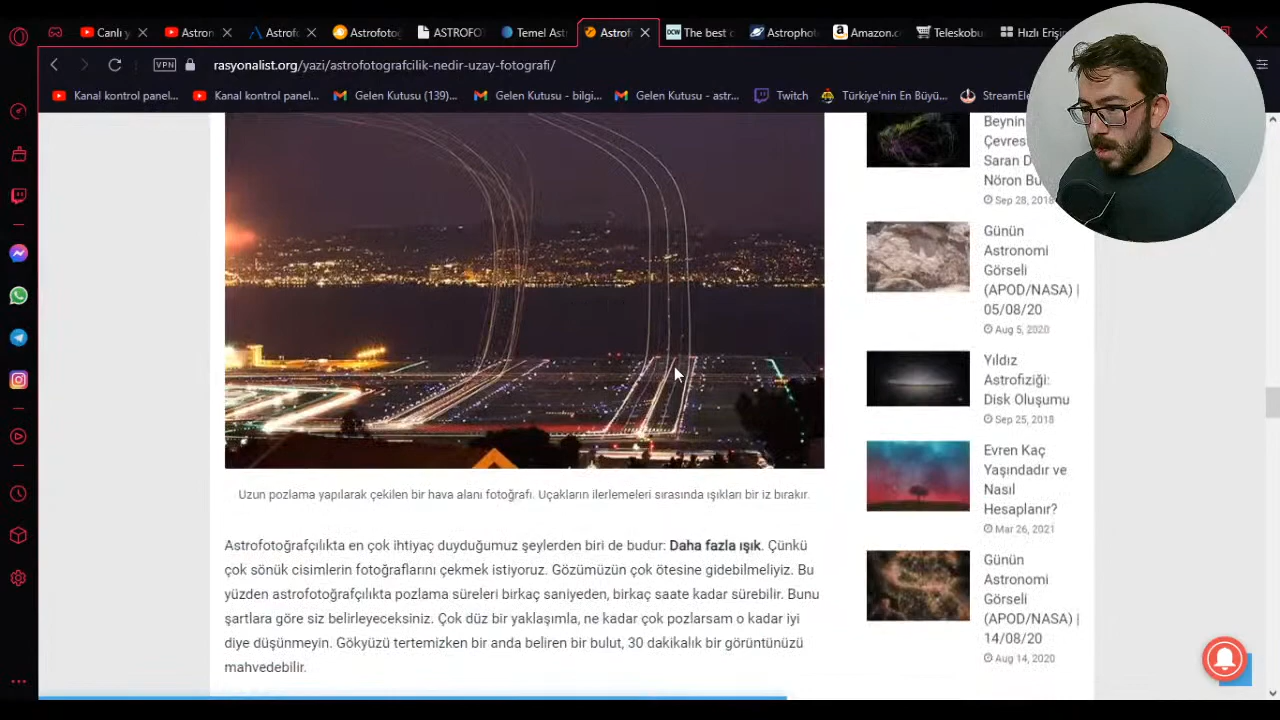 Canlı y
Astron
Astrofo
Astrofoto
ASTROFO
Temel Ast
Astrof
The best c
Astrophot
Amazon.c
Teleskobu
Hızlı Erişim
VPN
rasyonalist.org/yazi/astrofotografcilik-nedir-uzay-fotografi/
Kanal kontrol panel...
Kanal kontrol panel...
Gelen Kutusu (139)...
Gelen Kutusu - bilgi...
Gelen Kutusu - astr...
Twitch
Türkiye'nin En Büyü...
StreamEle
Uzun pozlama yapılarak çekilen bir hava alanı fotoğrafı. Uçakların ilerlemeleri sırasında ışıkları bir iz bırakır.
Astrofotoğrafçılıkta en çok ihtiyaç duyduğumuz şeylerden biri de budur: Daha fazla ışık. Çünkü
çok sönük cisimlerin fotoğraflarını çekmek istiyoruz. Gözümüzün çok ötesine gidebilmeliyiz. Bu
yüzden astrofotoğrafçılıkta pozlama süreleri birkaç saniyeden, birkaç saate kadar sürebilir. Bunu
şartlara göre siz belirleyeceksiniz. Çok düz bir yaklaşımla, ne kadar çok pozlarsam o kadar iyi
diye düşünmeyin. Gökyüzü tertemizken bir anda beliren bir bulut, 30 dakikalık bir görüntünüzü
mahvedebilir.
Beynin
Çevres
Saran D
Nöron Bu
Sep 28, 2018
Günün
Astronomi
Görseli
(APOD/NASA) |
05/08/20
Aug 5, 2020
Yıldız
Astrofiziği:
Disk Oluşumu
Sep 25, 2018
Evren Kaç
Yaşındadır ve
Nasıl
Hesaplanır?
Mar 26, 2021
Günün
Astronomi
Görseli
(APOD/NASA) |
14/08/20
Aug 14, 2020